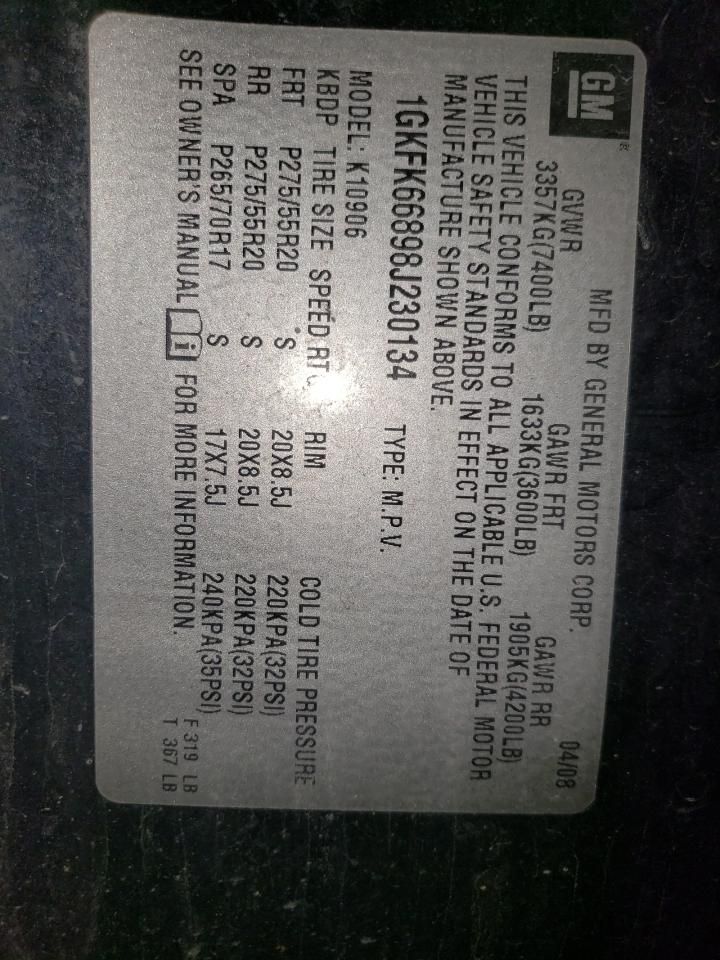 GM®
MFD BY GENERAL MOTORS CORP. 04/08
GVWR GAWR FRT GAWR RR
3357KG(7400LB) 1633KG(3600LB) 1905KG(4200LB)
THIS VEHICLE CONFORMS TO ALL APPLICABLE U.S. FEDERAL MOTOR
VEHICLE SAFETY STANDARDS IN EFFECT ON THE DATE OF
MANUFACTURE SHOWN ABOVE.
1GKFK66898J230134 TYPE: M.P.V.
MODEL: K10906
KBDP TIRE SIZE SPEED RTG RIM COLD TIRE PRESSURE
FRT P275/55R20 S 20X8.5J 220KPA(32PSI)
RR P275/55R20 S 20X8.5J 220KPA(32PSI)
SPA P265/70R17 S 17X7.5J 240KPA(35PSI)
SEE OWNER'S MANUAL i FOR MORE INFORMATION.
F 319 LB
T 367 LB